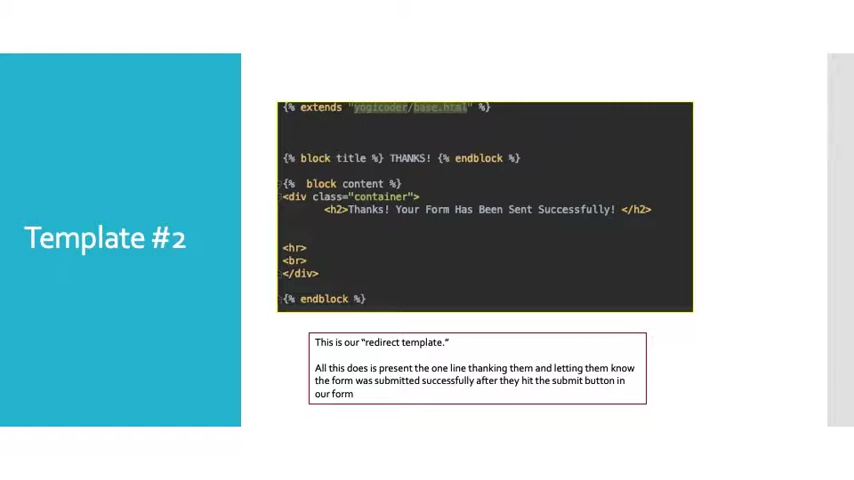 Template #2
{% extends "yogicoder/base.html" %}
{% block title %} THANKS! {% endblock %}
{% block content %}
<div class="container">
<h2>Thanks! Your Form Has Been Sent Successfully! </h2>
<hr>
<br>
</div>
{% endblock %}
This is our “redirect template.”
All this does is present the one line thanking them and letting them know
the form was submitted successfully after they hit the submit button in
our form